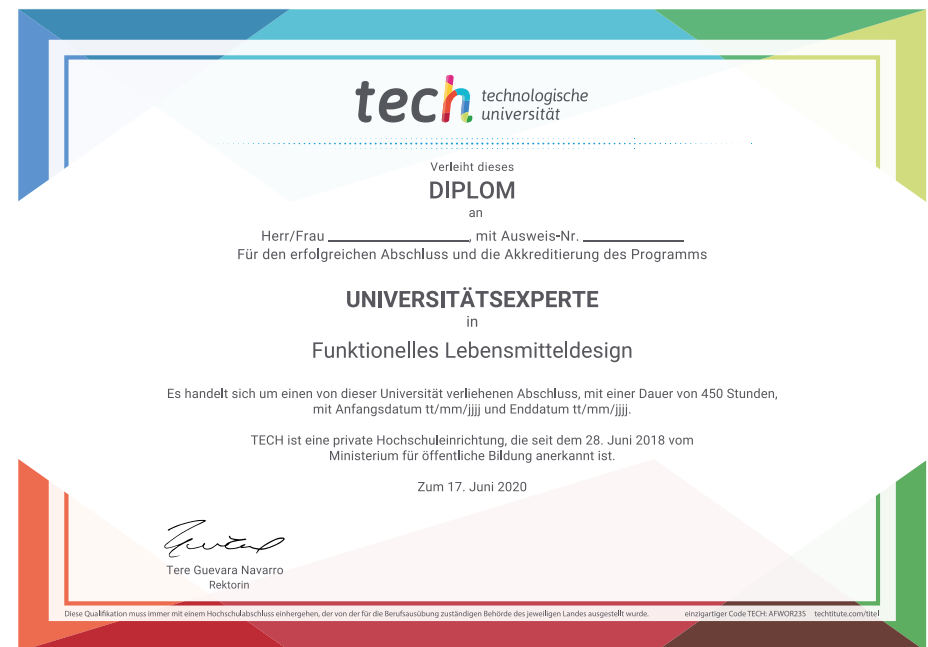 tech technologische
universität
Verleiht dieses
DIPLOM
an
Herr/Frau ____________________, mit Ausweis-Nr. ______________
Für den erfolgreichen Abschluss und die Akkreditierung des Programms
UNIVERSITÄTSEXPERTE
in
Funktionelles Lebensmitteldesign
Es handelt sich um einen von dieser Universität verliehenen Abschluss, mit einer Dauer von 450 Stunden,
mit Anfangsdatum tt/mm/jjjj und Enddatum tt/mm/jjjj.
TECH ist eine private Hochschuleinrichtung, die seit dem 28. Juni 2018 vom
Ministerium für öffentliche Bildung anerkannt ist.
Zum 17. Juni 2020
Tere Guevara Navarro
Rektorin
Diese Qualifikation muss immer mit einem Hochschulabschluss einhergehen, der von der für die Berufsausübung zuständigen Behörde des jeweiligen Landes ausgestellt wurde. einzigartiger Code TECH: AFWOR23S techtitute.com/titel